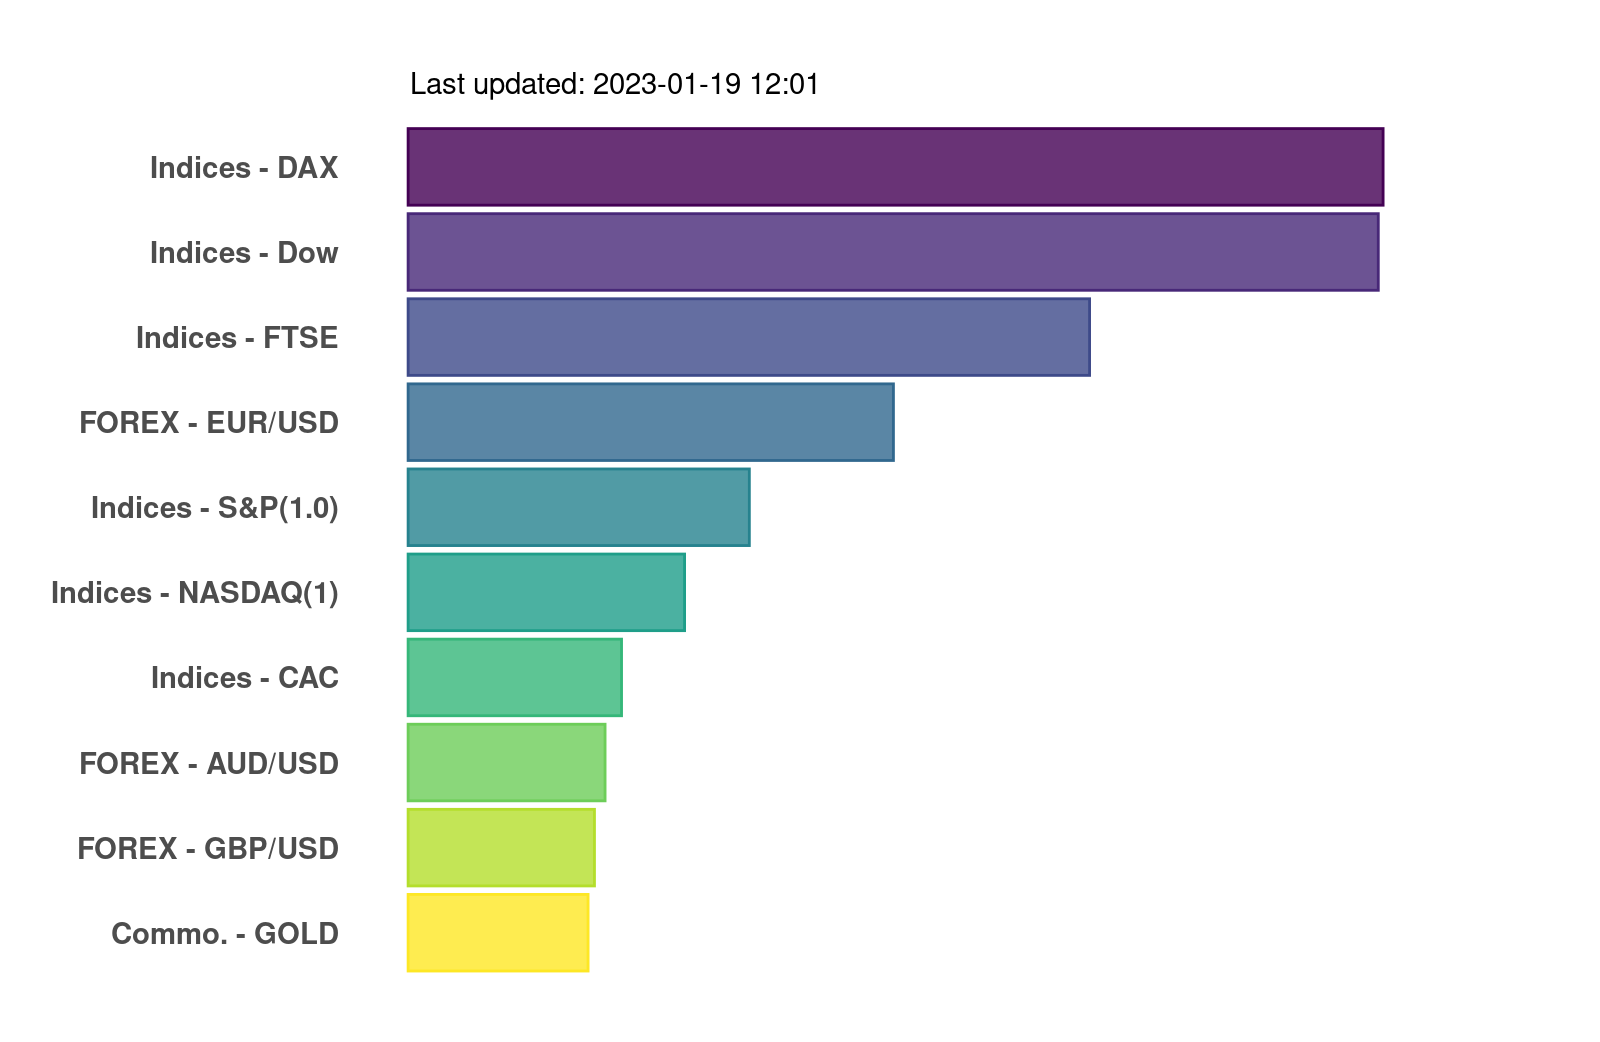 Last updated: 2023-01-19 12:01
Indices - DAX
Indices - Dow
Indices - FTSE
FOREX - EUR/USD
Indices - S&P(1.0)
Indices - NASDAQ(1)
Indices - CAC
FOREX - AUD/USD
FOREX - GBP/USD
Commo. - GOLD